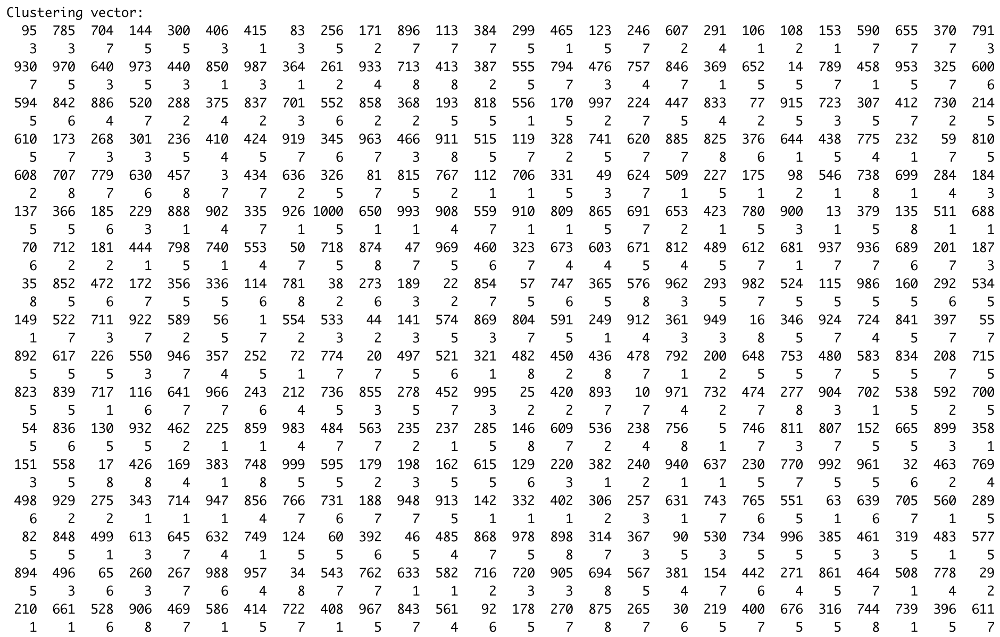 Clustering vector:
95 785 704 144 300 406 415 83 256 171 896 113 384 299 465 123 246 607 291 106 108 153 590 655 370 791
3 3 7 5 5 3 1 3 5 2 7 7 7 5 1 5 7 2 4 1 2 1 7 7 7 3
930 970 640 973 440 850 987 364 261 933 713 413 387 555 794 476 757 846 369 652 14 789 458 953 325 600
7 5 3 5 3 1 3 1 2 4 8 8 2 5 7 3 4 7 1 5 5 7 1 5 7 6
594 842 886 520 288 375 837 701 552 858 368 193 818 556 170 997 224 447 833 77 915 723 307 412 730 214
5 6 4 7 2 4 2 3 6 2 2 5 5 1 5 2 7 5 4 2 5 3 5 7 2 5
610 173 268 301 236 410 424 919 345 963 466 911 515 119 328 741 620 885 825 376 644 438 775 232 59 810
5 7 3 3 5 4 5 7 6 7 3 8 5 7 2 5 7 7 8 6 1 5 4 1 7 5
608 707 779 630 457 3 434 636 326 81 815 767 112 706 331 49 624 509 227 175 98 546 738 699 284 184
2 8 7 6 8 7 7 2 5 7 5 2 1 1 5 3 7 1 5 1 2 1 8 1 4 3
137 366 185 229 888 902 335 926 1000 650 993 908 559 910 809 865 691 653 423 780 900 13 379 135 511 688
5 5 6 3 1 4 7 1 5 1 1 4 7 1 1 5 7 2 1 5 3 1 5 8 1 1
70 712 181 444 798 740 553 50 718 874 47 969 460 323 673 603 671 812 489 612 681 937 936 689 201 187
6 2 2 1 5 1 4 7 5 8 7 5 6 7 4 4 5 4 5 7 1 7 7 6 7 3
35 852 472 172 356 336 114 781 38 273 189 22 854 57 747 365 576 962 293 982 524 115 986 160 292 534
8 5 6 7 5 5 6 8 2 6 3 2 7 5 6 5 8 3 5 7 5 5 5 5 6 5
149 522 711 922 589 56 1 554 533 44 141 574 869 804 591 249 912 361 949 16 346 924 724 841 397 55
1 7 3 7 2 5 7 2 3 2 3 5 3 7 5 1 4 3 3 8 5 7 4 5 7 7
892 617 226 550 946 357 252 72 774 20 497 521 321 482 450 436 478 792 200 648 753 480 583 834 208 715
5 5 5 3 7 4 5 1 7 7 5 6 1 8 2 8 7 1 2 5 5 7 5 5 7 5
823 839 717 116 641 966 243 212 736 855 278 452 995 25 420 893 10 971 732 474 277 904 702 538 592 700
5 5 1 6 7 7 6 4 5 3 5 7 3 2 2 7 7 4 2 7 8 3 1 5 2 5
54 836 130 932 462 225 859 983 484 563 235 237 285 146 609 536 238 756 5 746 811 807 152 665 899 358
5 6 5 5 2 1 1 4 7 7 2 1 5 8 7 2 4 8 1 7 3 7 5 5 3 1
151 558 17 426 169 383 748 999 595 179 198 162 615 129 220 382 240 940 637 230 770 992 961 32 463 769
3 5 8 8 4 1 8 5 5 2 3 5 5 6 3 1 2 1 1 5 7 5 5 6 2 4
498 929 275 343 714 947 856 766 731 188 948 913 142 332 402 306 257 631 743 765 551 63 639 705 560 289
6 2 2 1 1 1 4 7 6 7 7 5 1 1 1 2 3 1 7 6 5 1 6 7 1 5
82 848 499 613 645 632 749 124 60 392 46 485 868 978 898 314 367 90 530 734 996 385 461 319 483 577
5 5 1 3 7 4 1 5 5 6 5 4 7 5 8 7 3 5 3 5 5 5 3 5 1 5
894 496 65 260 267 988 957 34 543 762 633 582 716 720 905 694 567 381 154 442 271 861 464 508 778 29
5 3 6 3 7 6 4 8 7 7 1 1 2 3 3 8 5 4 7 6 4 5 7 1 4 2
210 661 528 906 469 586 414 722 408 967 843 561 92 178 270 875 265 30 219 400 676 316 744 739 396 611
1 1 6 8 7 1 5 7 1 5 7 4 6 5 7 8 7 6 5 7 5 5 8 1 5 7